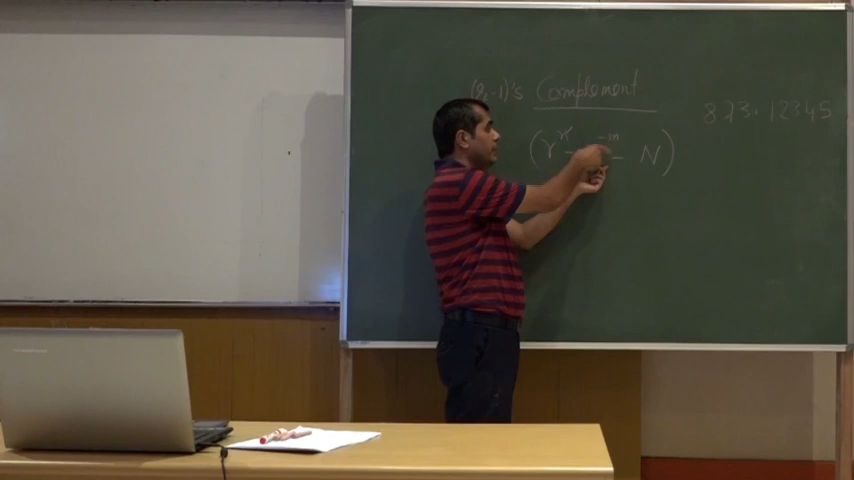 (r-1)'s Complement
873.12345
(r^n - r^-m - N)